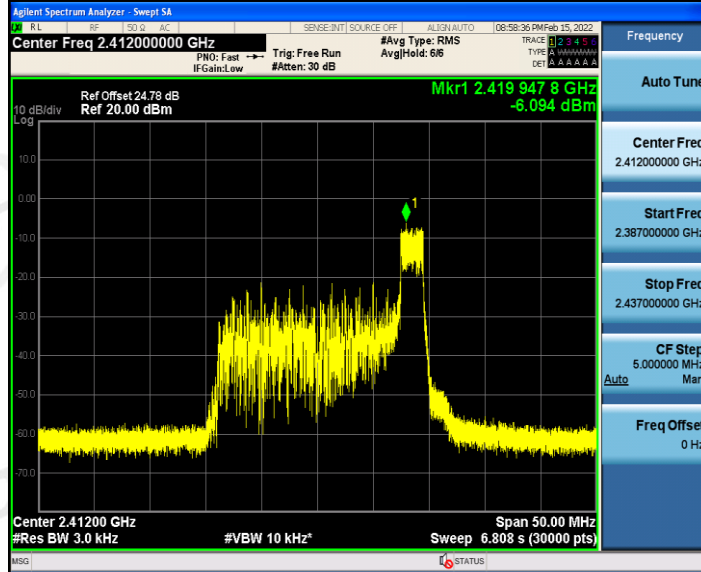 Agilent Spectrum Analyzer - Swept SA
RL RF 50 Ω AC SENSE:INT SOURCE OFF ALIGN AUTO 08:58:36 PM Feb 15, 2022
Center Freq 2.412000000 GHz
PNO: Fast
IFGain:Low
Trig: Free Run
#Atten: 30 dB
#Avg Type: RMS
Avg|Hold: 6/6
TRACE 1 2 3 4 5 6
TYPE A WWWWW
DET A A A A A A
Ref Offset 24.78 dB
10 dB/div Ref 20.00 dBm
Log
Mkr1 2.419 947 8 GHz
-6.094 dBm
1
10.0
0.00
-10.0
-20.0
-30.0
-40.0
-50.0
-60.0
-70.0
Center 2.41200 GHz Span 50.00 MHz
#Res BW 3.0 kHz #VBW 10 kHz* Sweep 6.808 s (30000 pts)
MSG STATUS
Frequency
Auto Tune
Center Freq
2.412000000 GHz
Start Freq
2.387000000 GHz
Stop Freq
2.437000000 GHz
CF Step
5.000000 MHz
Auto Man
Freq Offset
0 Hz